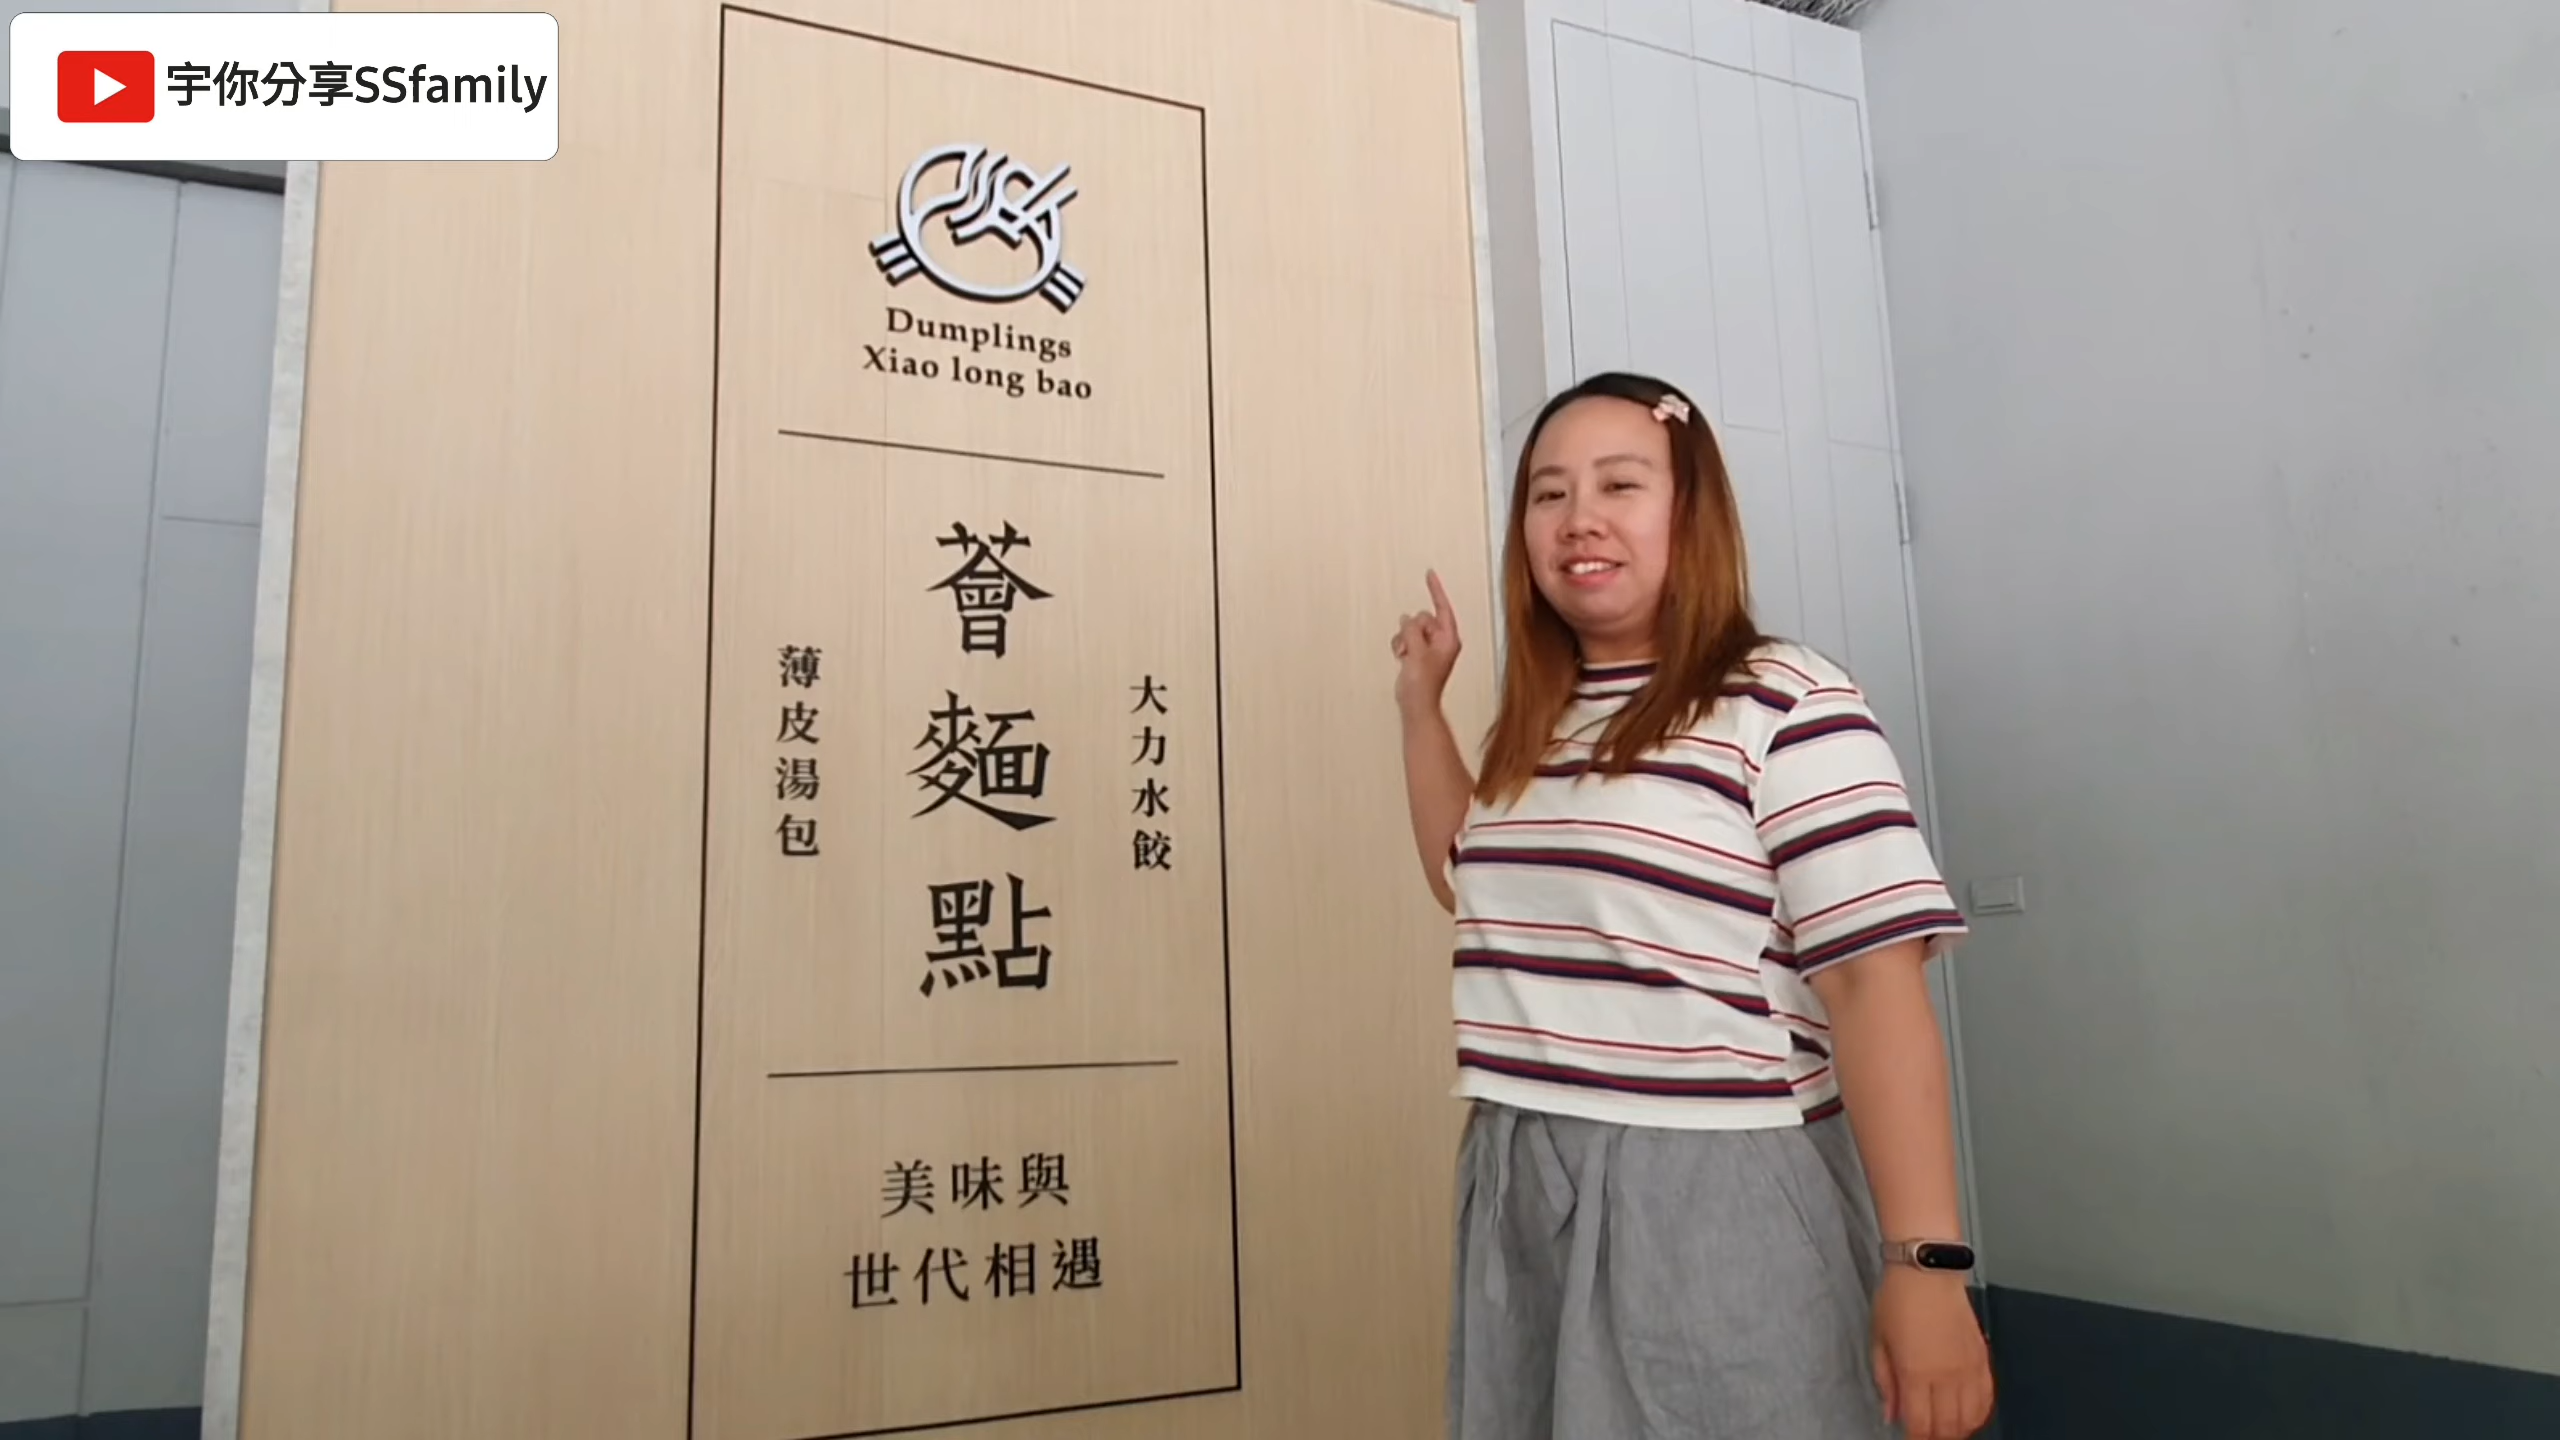 宇你分享SSfamily
Dumplings
Xiao long bao
大力水餃
薈麵點
薄皮湯包
美味與
世代相遇